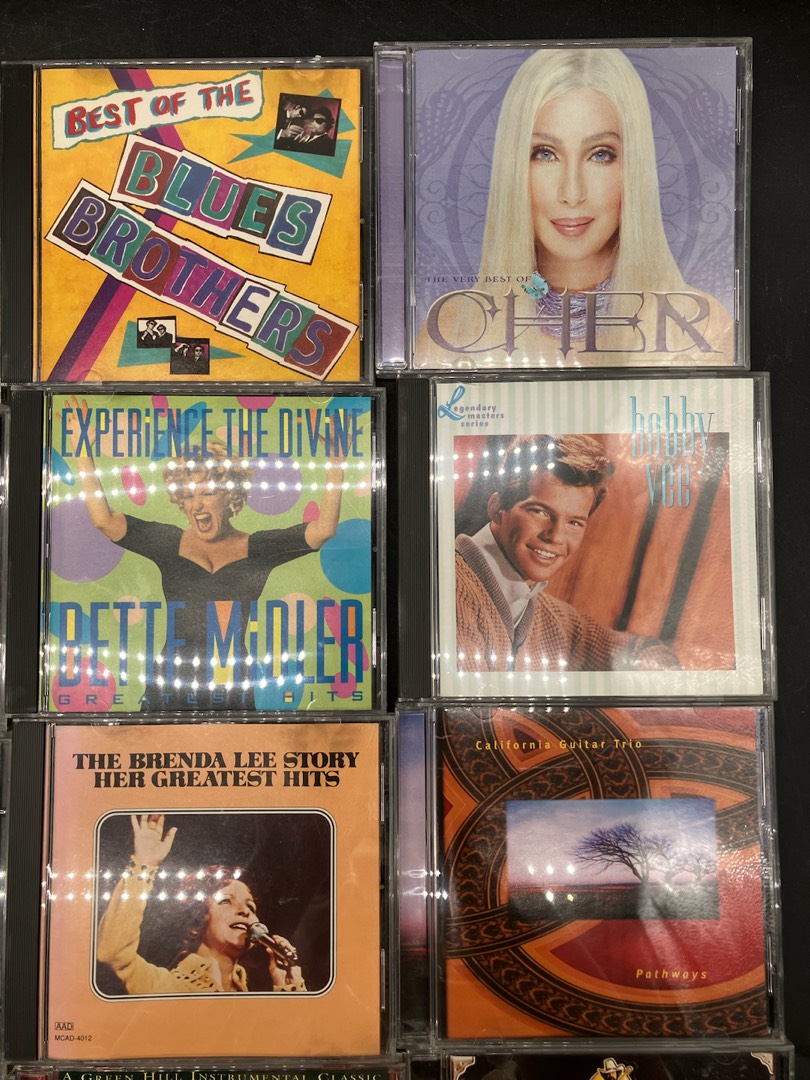 BEST OF THE
BLUES
BROTHERS
THE VERY BEST OF
CHER
EXPERIENCE THE DIVINE
BETTE MIDLER
GREATEST HITS
Legendary
masters
series
bobby
vee
THE BRENDA LEE STORY
HER GREATEST HITS
AAD
MCAD-4012
California Guitar Trio
Pathways
A GREEN HILL INSTRUMENTAL CLASSIC